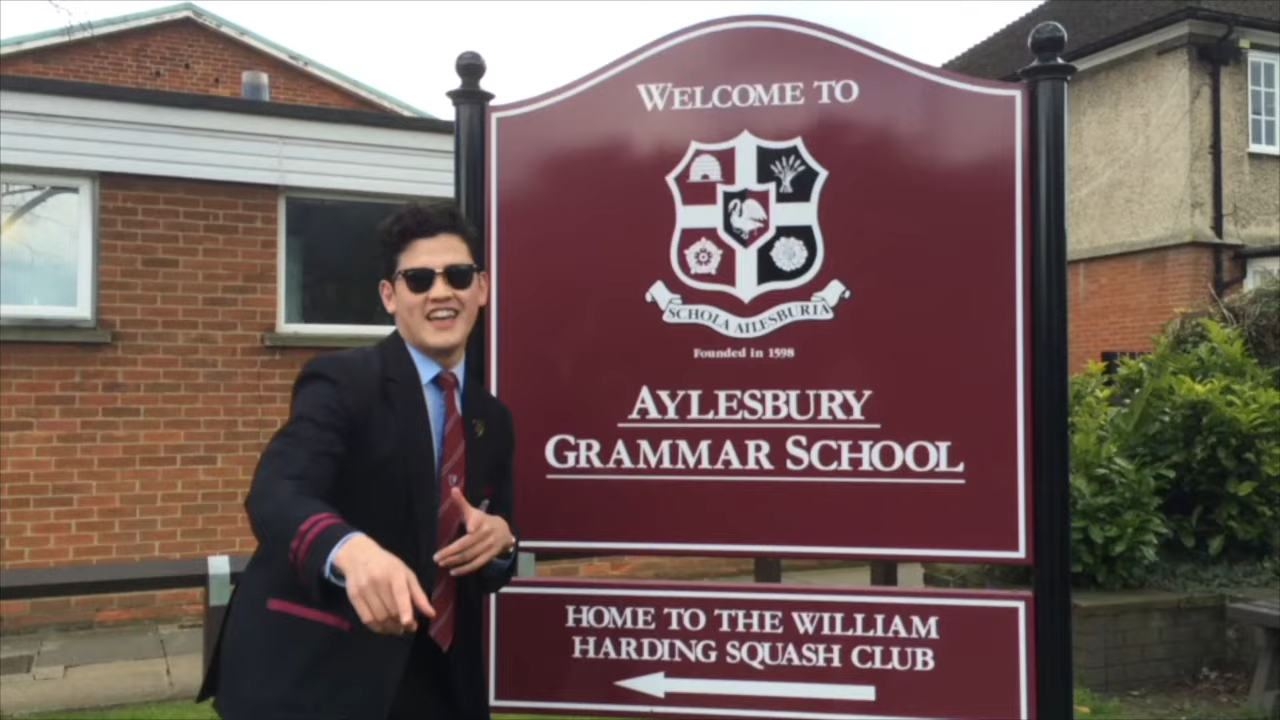 WELCOME TO
SCHOLA AILESBURIA
Founded in 1598
AYLESBURY
GRAMMAR SCHOOL
HOME TO THE WILLIAM
HARDING SQUASH CLUB